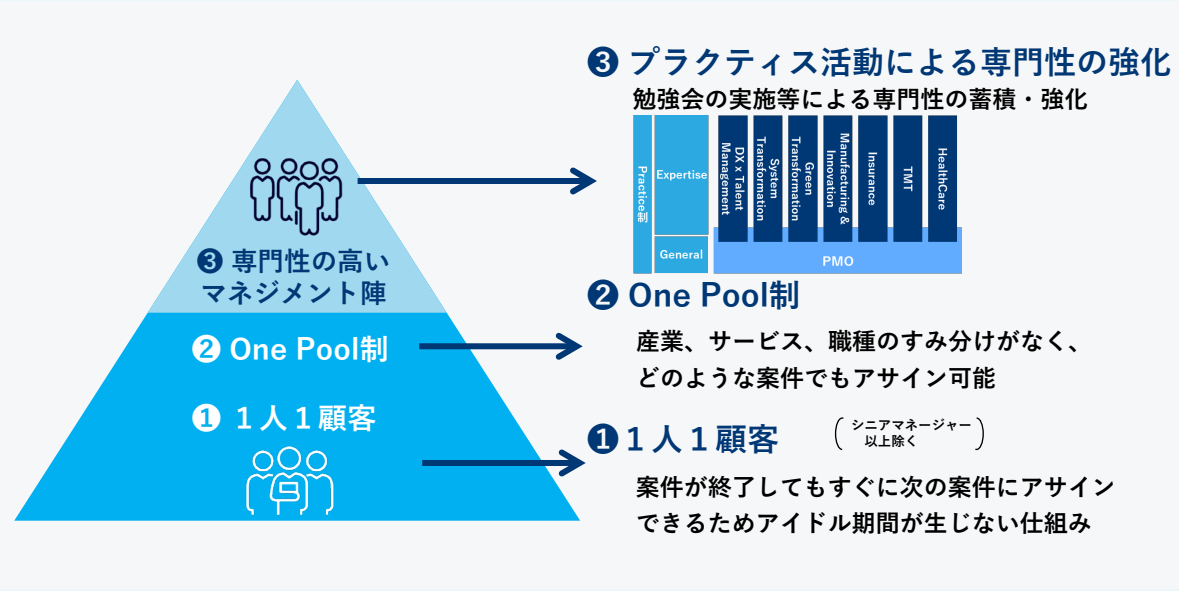 ❸ 専門性の高い
マネジメント陣
❷ One Pool制
❶ １人１顧客
❸ プラクティス活動による専門性の強化
勉強会の実施等による専門性の蓄積・強化
Practice制
Expertise
General
DX x Talent
Management
System
Transformation
Green
Transformation
Manufacturing &
Innovation
Insurance
TMT
HealthCare
PMO
❷ One Pool制
産業、サービス、職種のすみ分けがなく、
どのような案件でもアサイン可能
❶１人１顧客
（シニアマネージャー
以上除く）
案件が終了してもすぐに次の案件にアサイン
できるためアイドル期間が生じない仕組み